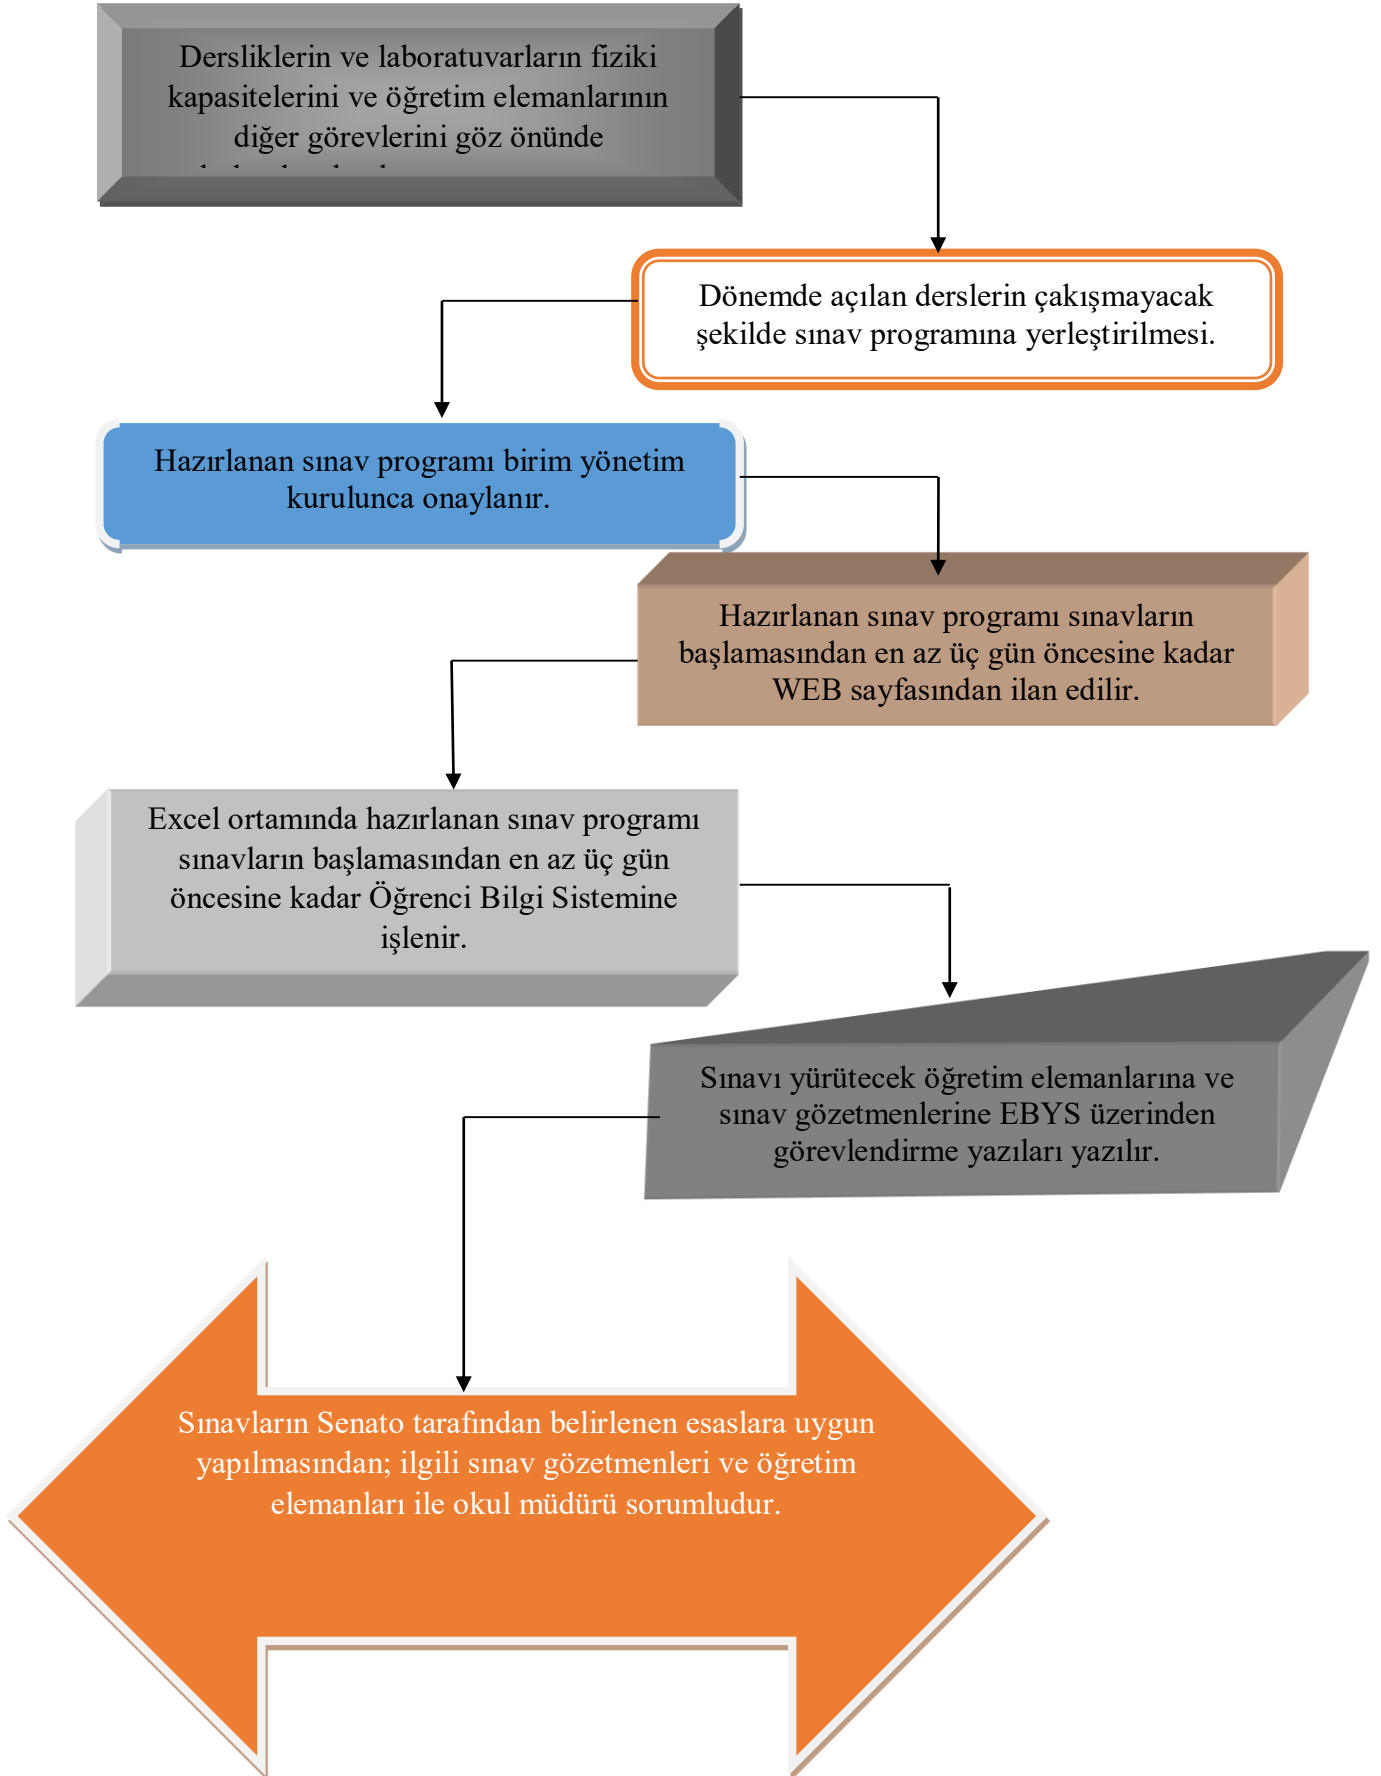 Dersliklerin ve laboratuvarların fiziki
kapasitelerini ve öğretim elemanlarının
diğer görevlerini göz önünde
Dönemde açılan derslerin çakışmayacak
şekilde sınav programına yerleştirilmesi.
Hazırlanan sınav programı birim yönetim
kurulunca onaylanır.
Hazırlanan sınav programı sınavların
başlamasından en az üç gün öncesine kadar
WEB sayfasından ilan edilir.
Excel ortamında hazırlanan sınav programı
sınavların başlamasından en az üç gün
öncesine kadar Öğrenci Bilgi Sistemine
işlenir.
Sınavı yürütecek öğretim elemanlarına ve
sınav gözetmenlerine EBYS üzerinden
görevlendirme yazıları yazılır.
Sınavların Senato tarafından belirlenen esaslara uygun
yapılmasından; ilgili sınav gözetmenleri ve öğretim
elemanları ile okul müdürü sorumludur.